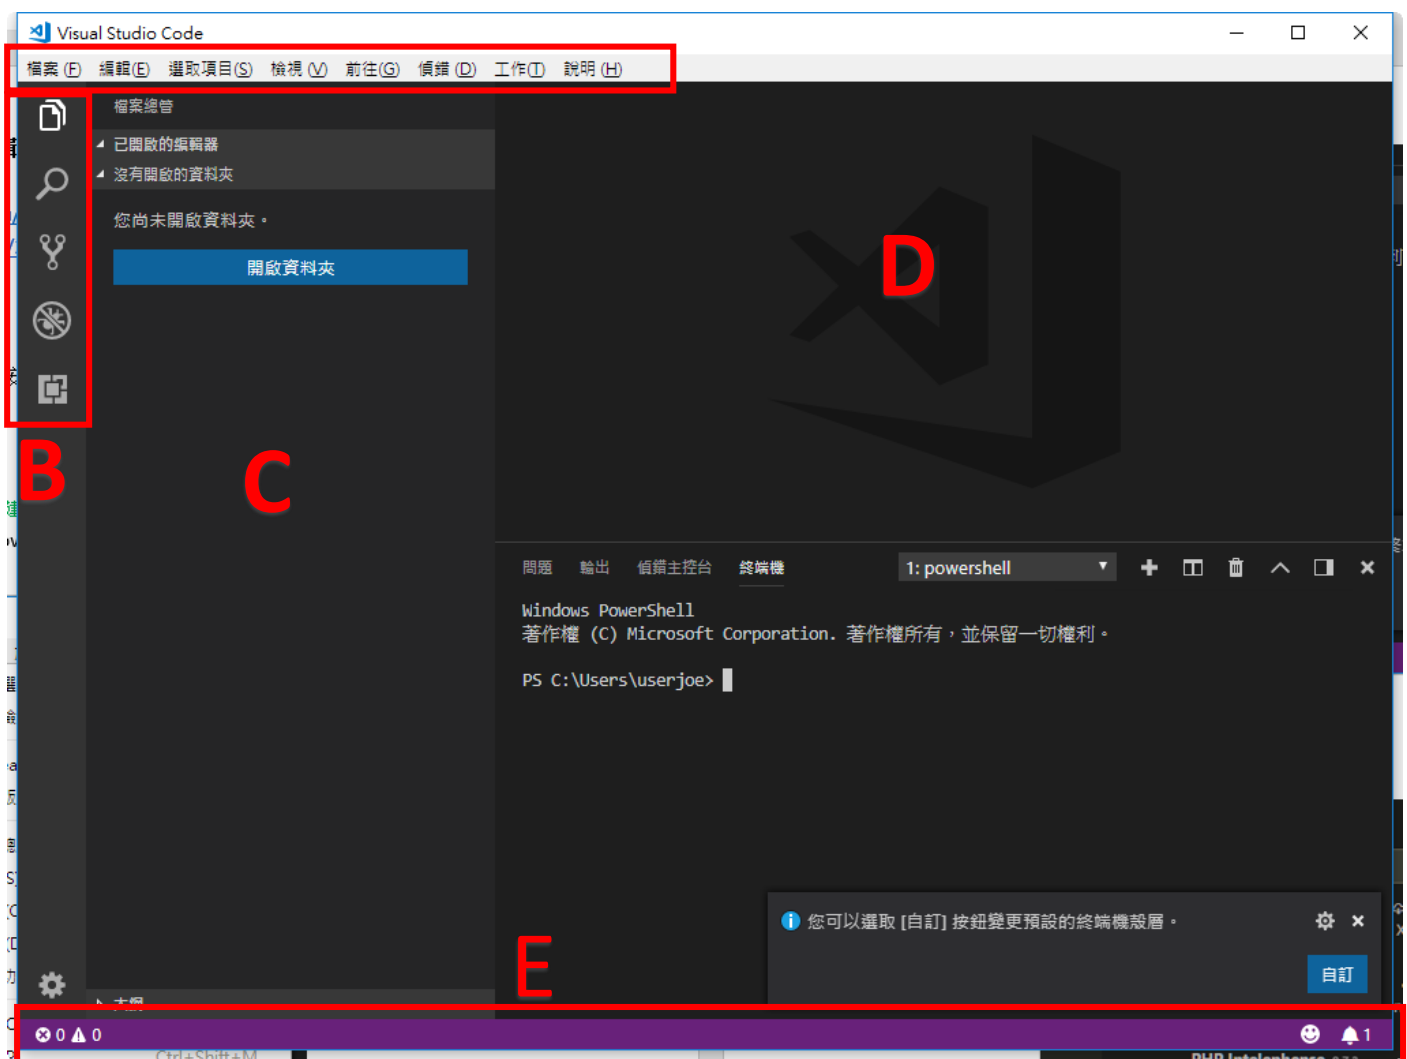 Visual Studio Code
檔案 (F) 編輯(E) 選取項目(S) 檢視 (V) 前往(G) 偵錯 (D) 工作(T) 說明 (H)
檔案總管
已開啟的編輯器
沒有開啟的資料夾
您尚未開啟資料夾。
開啟資料夾
D
B
C
問題 輸出 偵錯主控台 終端機 1: powershell
Windows PowerShell
著作權 (C) Microsoft Corporation. 著作權所有，並保留一切權利。
PS C:\Users\userjoe>
您可以選取 [自訂] 按鈕變更預設的終端機殼層。
E
自訂
大綱
0 0 1
Ctrl+Shift+M